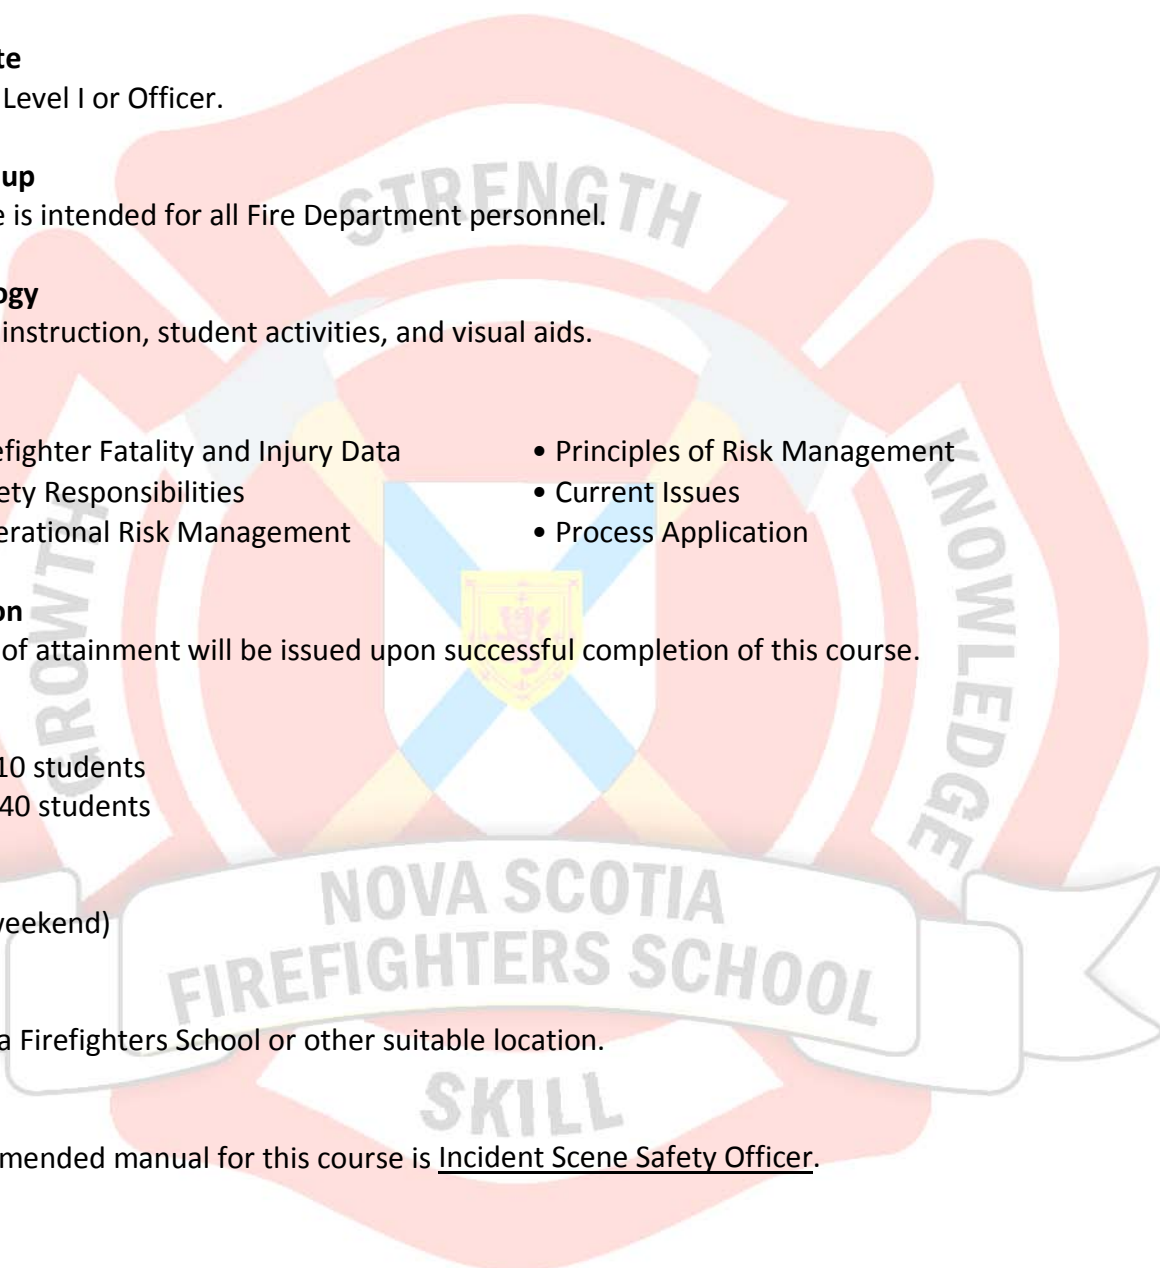 te
Level I or Officer.
up
e is intended for all Fire Department personnel.
ogy
instruction, student activities, and visual aids.
efighter Fatality and Injury Data • Principles of Risk Management
ety Responsibilities • Current Issues
erational Risk Management • Process Application
on
of attainment will be issued upon successful completion of this course.
10 students
40 students
veekend)
a Firefighters School or other suitable location.
mended manual for this course is Incident Scene Safety Officer.
STRENGTH
GROWTH
KNOWLEDGE
NOVA SCOTIA
FIREFIGHTERS SCHOOL
SKILL